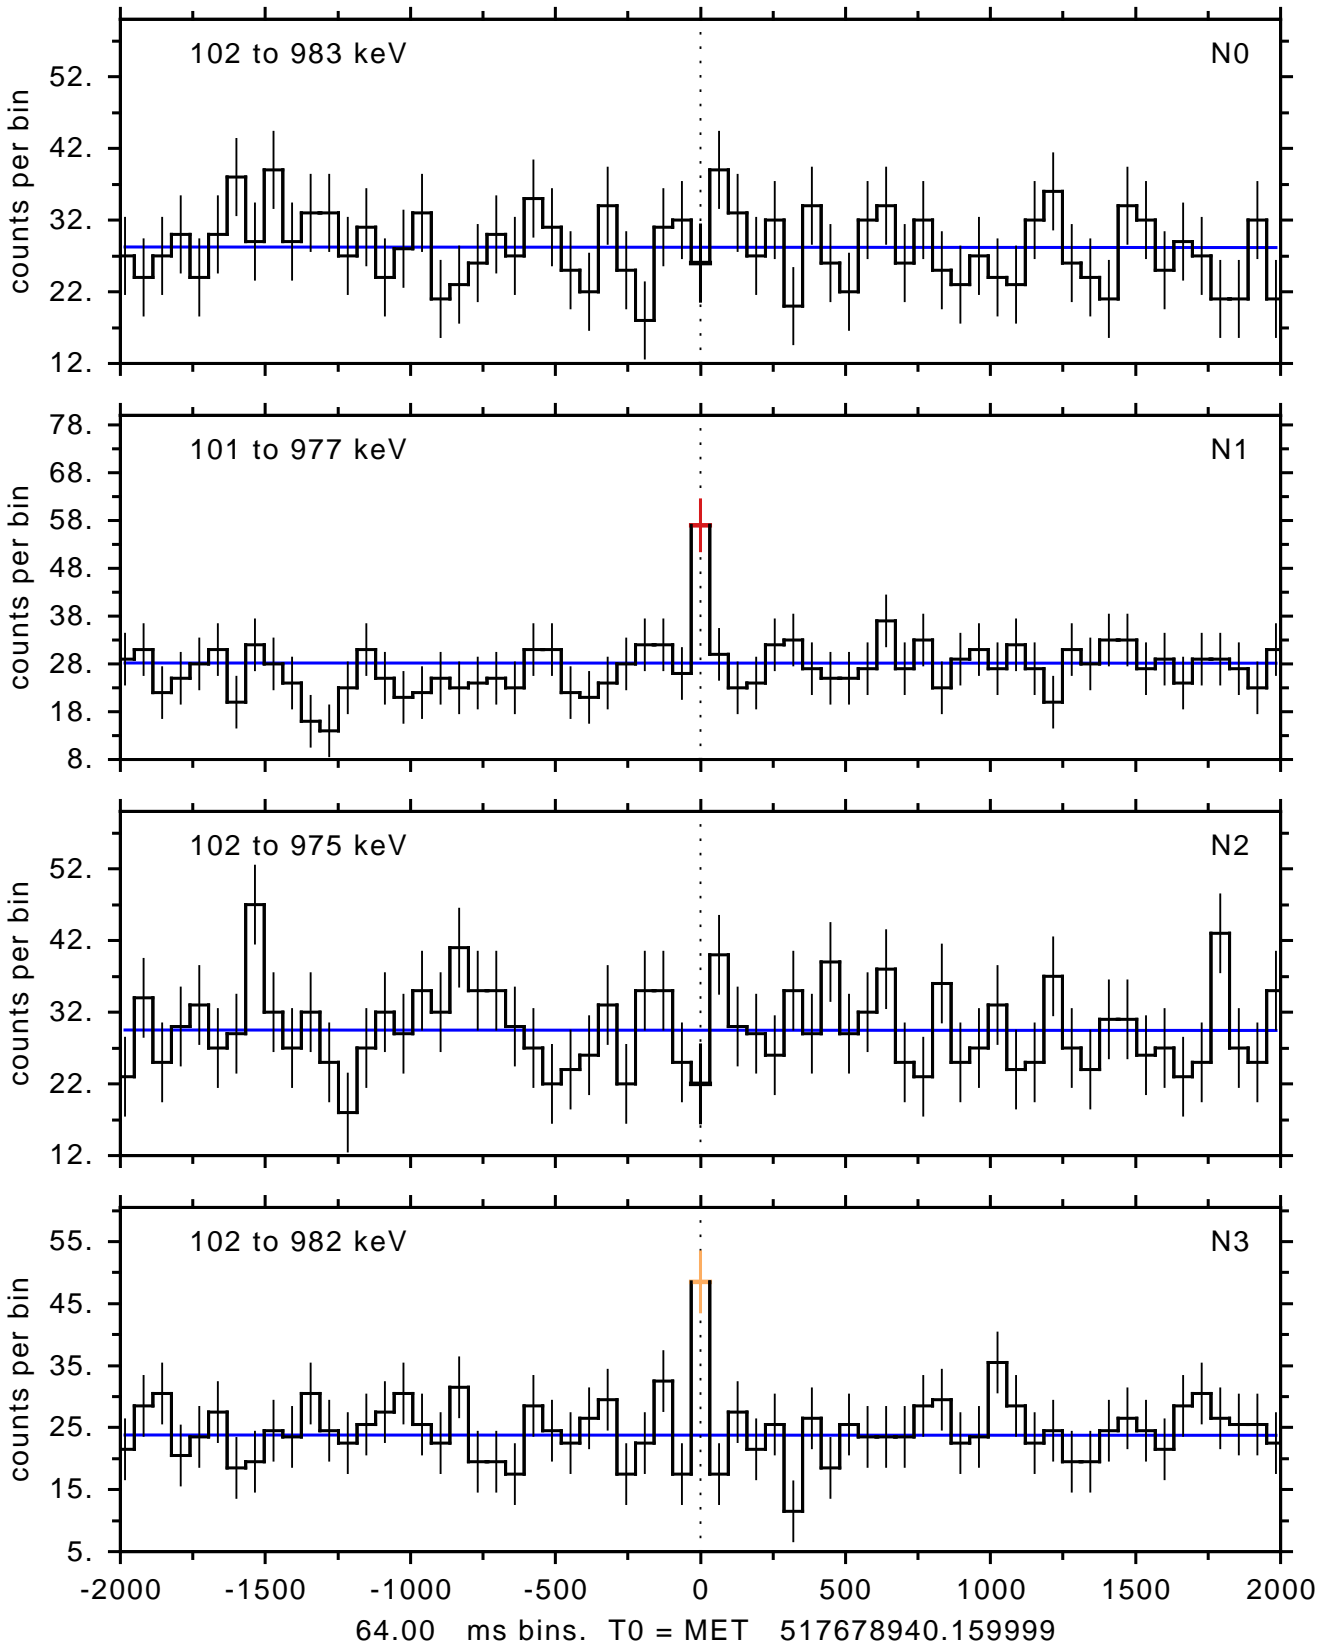 102 to 983 keV N0
52.
42.
32.
22.
12.
counts per bin
101 to 977 keV N1
78.
68.
58.
48.
38.
28.
18.
8.
counts per bin
102 to 975 keV N2
52.
42.
32.
22.
12.
counts per bin
102 to 982 keV N3
55.
45.
35.
25.
15.
5.
counts per bin
-2000 -1500 -1000 -500 0 500 1000 1500 2000
64.00 ms bins. T0 = MET 517678940.159999